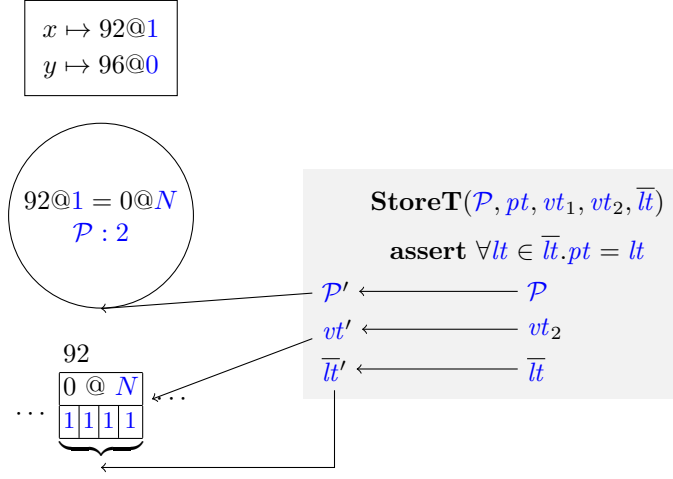 x ↦ 92@1
y ↦ 96@0
92@1 = 0@N
𝒫 : 2
StoreT(𝒫, pt, vt₁, vt₂, l̅t̅)
assert ∀lt ∈ l̅t̅.pt = lt
𝒫′ 𝒫
vt′ vt₂
l̅t̅′ l̅t̅
92
0 @ N
... 1 1 1 1 ...